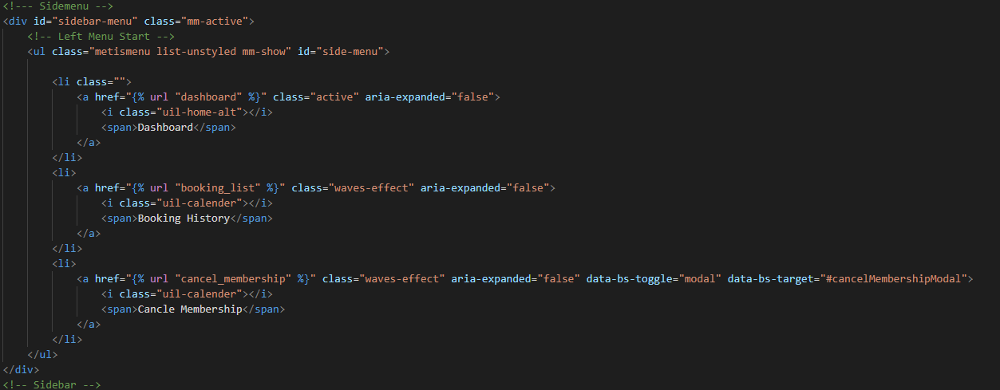 <!--- Sidemenu -->
<div id="sidebar-menu" class="mm-active">
<!-- Left Menu Start -->
<ul class="metismenu list-unstyled mm-show" id="side-menu">
<li class="">
<a href="{% url "dashboard" %}" class="active" aria-expanded="false">
<i class="uil-home-alt"></i>
<span>Dashboard</span>
</a>
</li>
<li>
<a href="{% url "booking_list" %}" class="waves-effect" aria-expanded="false">
<i class="uil-calender"></i>
<span>Booking History</span>
</a>
</li>
<li>
<a href="{% url "cancel_membership" %}" class="waves-effect" aria-expanded="false" data-bs-toggle="modal" data-bs-target="#cancelMembershipModal">
<i class="uil-calender"></i>
<span>Cancle Membership</span>
</a>
</li>
</ul>
</div>
<!-- Sidebar -->